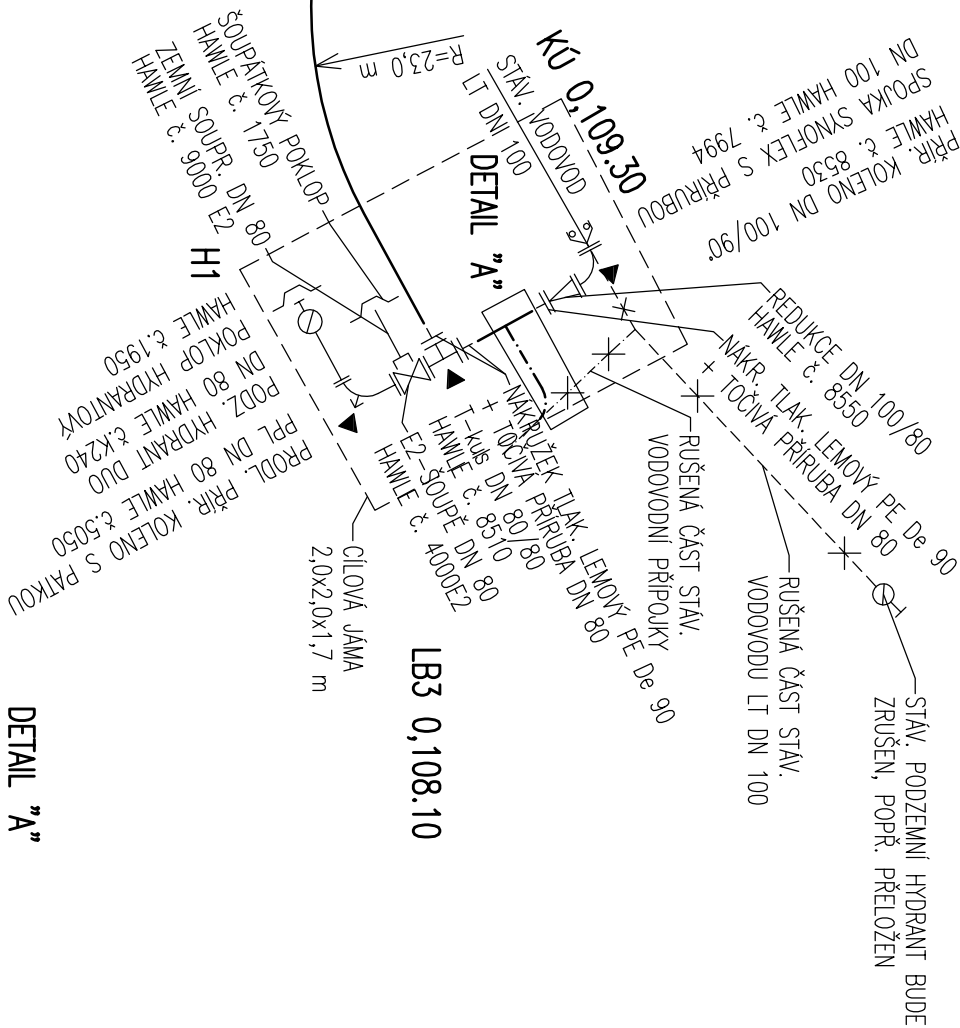 ŠOUPÁTKOVÝ POKLOP
HAWLE č. 1750
ZEMNÍ SOUPR. DN 80
HAWLE č. 9000 E2
R=23,0 m
STÁV. VODOVOD
LT DN 100
KÚ 0,109.30
DETAIL "A"
PŘÍR. KOLENO DN 100/90°
HAWLE č. 8530
SPOJKA SYNOFLEX S PŘÍRUBOU
DN 100 HAWLE č. 7994
REDUKCE DN 100/80
HAWLE č. 8550
NÁKR. TLAK. LEMOVÝ PE De 90
+ TOČIVÁ PŘÍRUBA DN 80
H1
PRODL. PŘÍR. KOLENO S PATKOU
PPL DN 80 HAWLE č.5050
PODZ. HYDRANT DUO
DN 80 HAWLE č.K240
POKLOP HYDRANTOVÝ
HAWLE č.1950
NÁKRUŽEK TLAK. LEMOVÝ PE De 90
+ TOČIVÁ PŘÍRUBA DN 80
T-kus DN 80/80
HAWLE č. 8510
E2-ŠOUPĚ DN 80
HAWLE č. 4000E2
RUŠENÁ ČÁST STÁV.
VODOVODNÍ PŘÍPOJKY
RUŠENÁ ČÁST STÁV.
VODOVODU LT DN 100
STÁV. PODZEMNÍ HYDRANT BUDE
ZRUŠEN, POPŘ. PŘELOŽEN
CÍLOVÁ JÁMA
2,0x2,0x1,7 m
LB3 0,108.10
DETAIL "A"